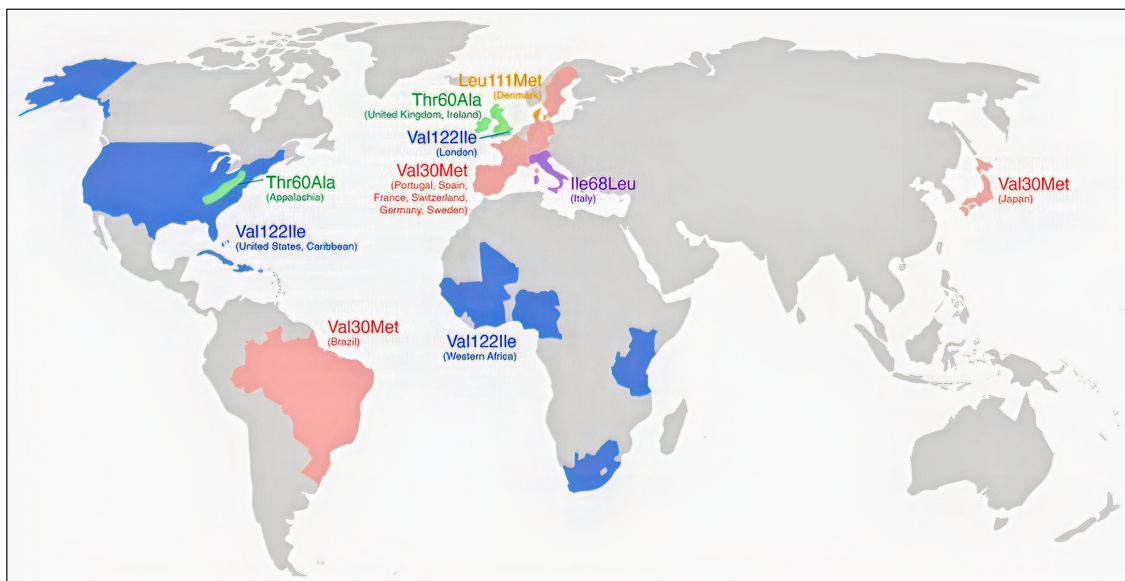 Leu111Met
(Denmark)
Thr60Ala
(United Kingdom, Ireland)
Val122Ile
(London)
Val30Met
(Portugal, Spain,
France, Switzerland,
Germany, Sweden)
Ile68Leu
(Italy)
Val30Met
(Japan)
Thr60Ala
(Appalachia)
Val122Ile
(United States, Caribbean)
Val30Met
(Brazil)
Val122Ile
(Western Africa)